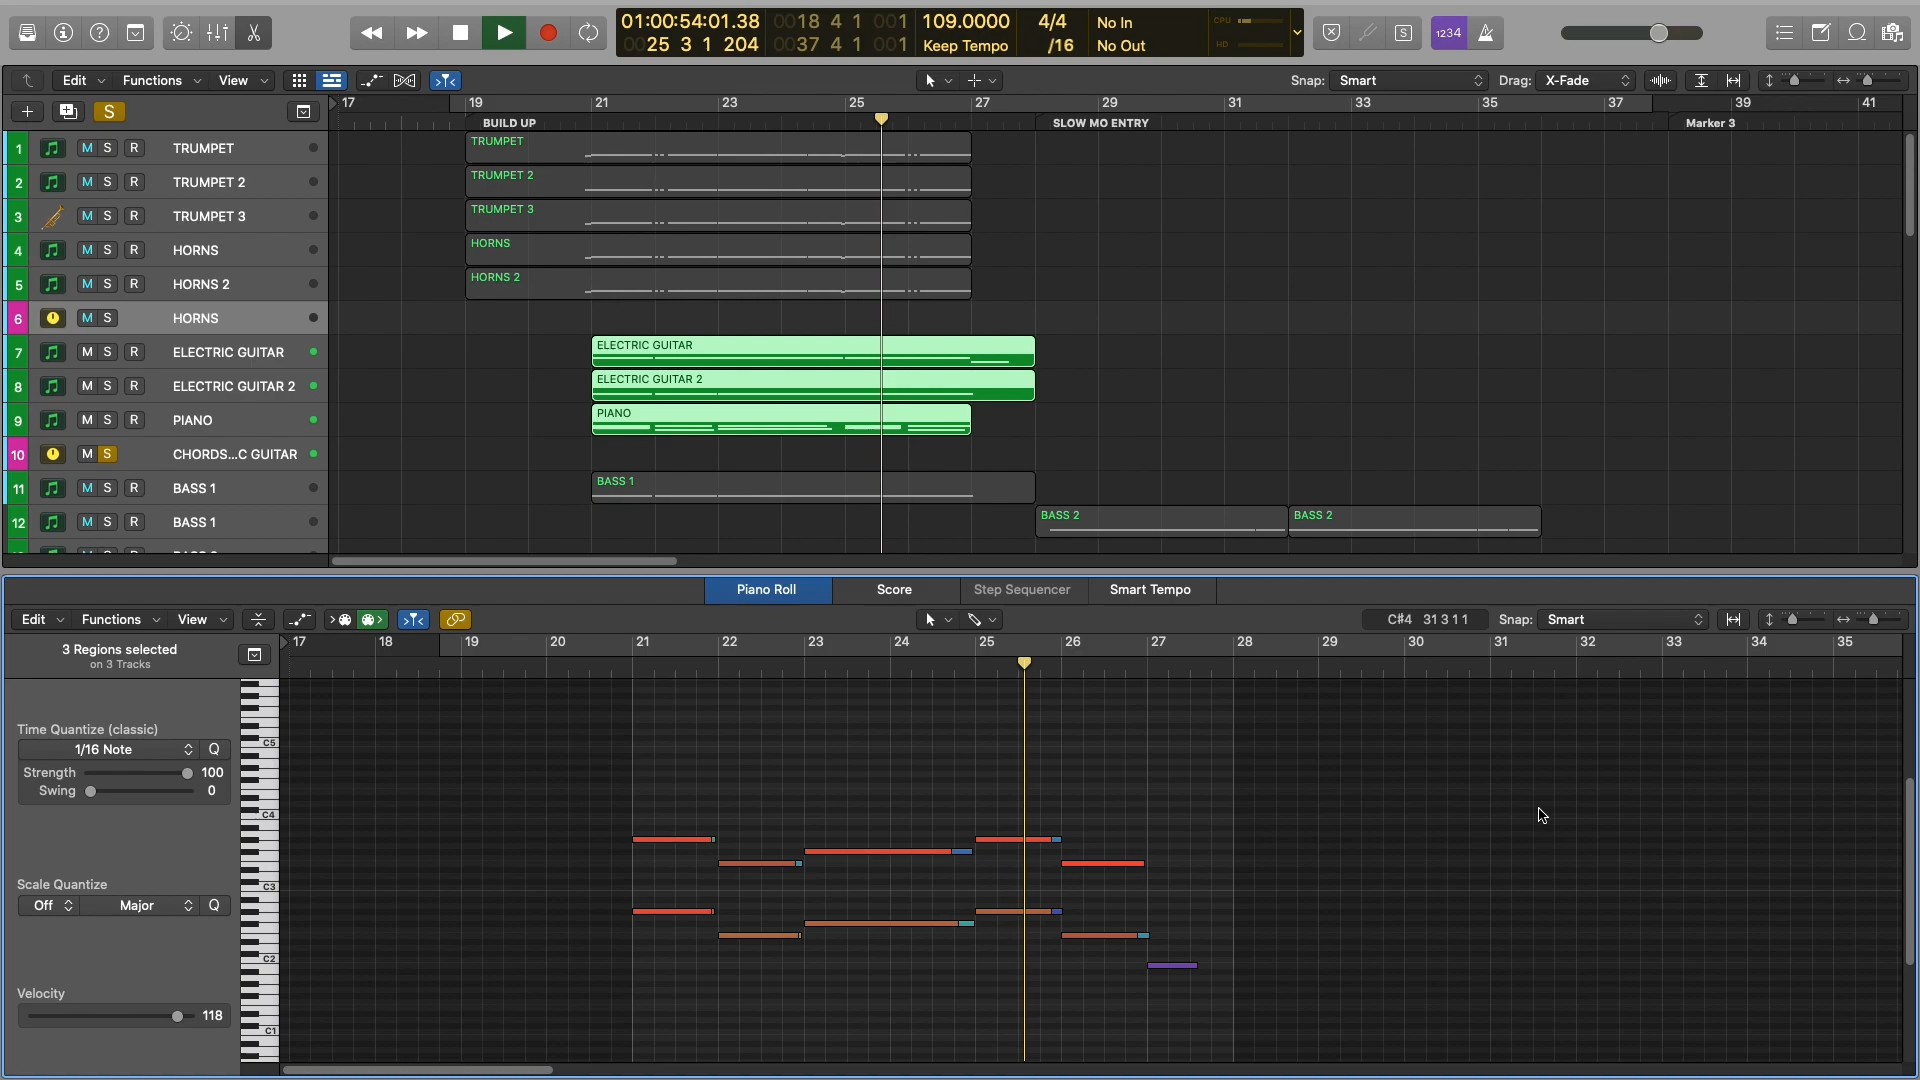 01:00:54:01.38 0018 4 1 001 109.0000 4/4 No In CPU
0025 3 1 204 0037 4 1 001 Keep Tempo /16 No Out HD
1234
S
Edit Functions View Snap: Smart Drag: X-Fade
S 17 19 21 23 25 27 29 31 33 35 37 39 41
BUILD UP SLOW MO ENTRY Marker 3
1 M S R TRUMPET TRUMPET
2 M S R TRUMPET 2 TRUMPET 2
3 M S R TRUMPET 3 TRUMPET 3
4 M S R HORNS HORNS
5 M S R HORNS 2 HORNS 2
6 M S HORNS
7 M S R ELECTRIC GUITAR ELECTRIC GUITAR
8 M S R ELECTRIC GUITAR 2 ELECTRIC GUITAR 2
9 M S R PIANO PIANO
10 M S CHORDS...C GUITAR
11 M S R BASS 1 BASS 1
12 M S R BASS 1 BASS 2 BASS 2
Piano Roll Score Step Sequencer Smart Tempo
Edit Functions View C#4 31 3 1 1 Snap: Smart
3 Regions selected 17 18 19 20 21 22 23 24 25 26 27 28 29 30 31 32 33 34 35
on 3 Tracks
Time Quantize (classic) C5
1/16 Note Q
Strength 100
Swing 0
C4
Scale Quantize C3
Off Major Q
C2
Velocity
118
C1